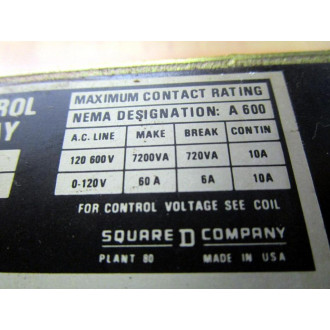 MAXIMUM CONTACT RATING
NEMA DESIGNATION: A 600
A.C. LINE MAKE BREAK CONTIN
120 600 V 7200VA 720VA 10A
0-120V 60 A 6A 10A
FOR CONTROL VOLTAGE SEE COIL
SQUARE D COMPANY
PLANT 80 MADE IN USA